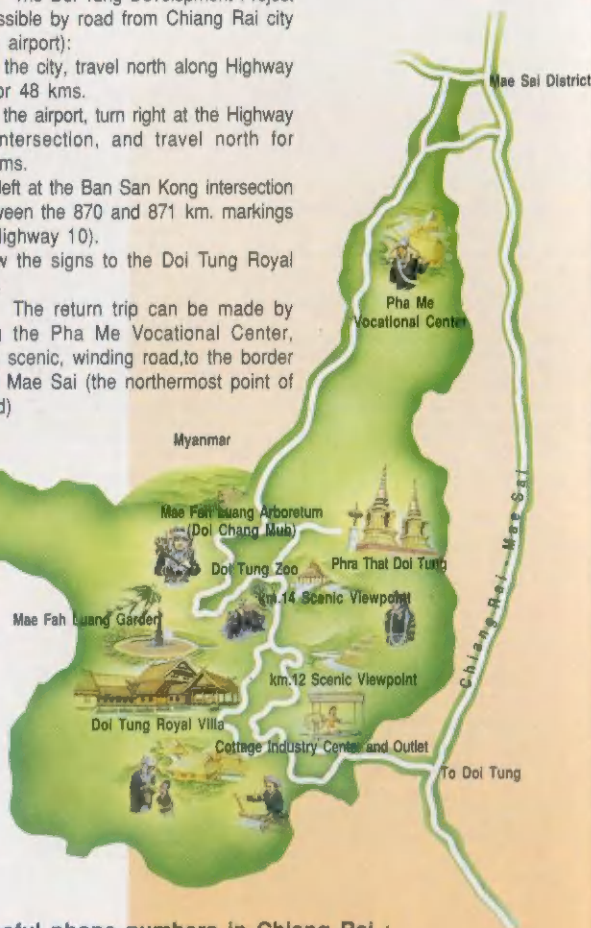 The Doi Tung Development Project
ssible by road from Chiang Rai city
airport):
the city, travel north along Highway
or 48 kms.
the airport, turn right at the Highway
ntersection, and travel north for
ms.
eft at the Ban San Kong intersection
ween the 870 and 871 km. markings
Highway 10).
w the signs to the Doi Tung Royal
The return trip can be made by
g the Pha Me Vocational Center,
scenic, winding road,to the border
Mae Sai (the northermost point of
d)
Mae Sai District
Pha Me
Vocational Center
Myanmar
Mae Fah Luang Arboretum
(Doi Chang Mub)
Doi Tung Zoo
Phra That Doi Tung
km.14 Scenic Viewpoint
Mae Fah Luang Garden
km.12 Scenic Viewpoint
Doi Tung Royal Villa
Cottage Industry Center and Outlet
To Doi Tung
Chiang Rai - Mae Sai
eful phone numbers in Chiang Rai :